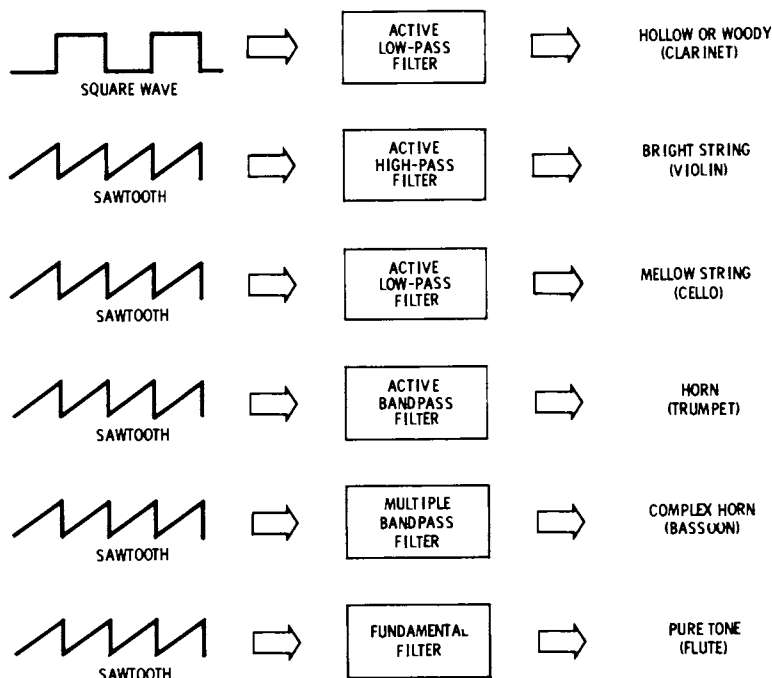 ACTIVE
LOW-PASS
FILTER
HOLLOW OR WOODY
(CLARINET)
SQUARE WAVE
ACTIVE
HIGH-PASS
FILTER
BRIGHT STRING
(VIOLIN)
SAWTOOTH
ACTIVE
LOW-PASS
FILTER
MELLOW STRING
(CELLO)
SAWTOOTH
ACTIVE
BANDPASS
FILTER
HORN
(TRUMPET)
SAWTOOTH
MULTIPLE
BANDPASS
FILTER
COMPLEX HORN
(BASSOON)
SAWTOOTH
FUNDAMENTAL
FILTER
PURE TONE
(FLUTE)
SAWTOOTH